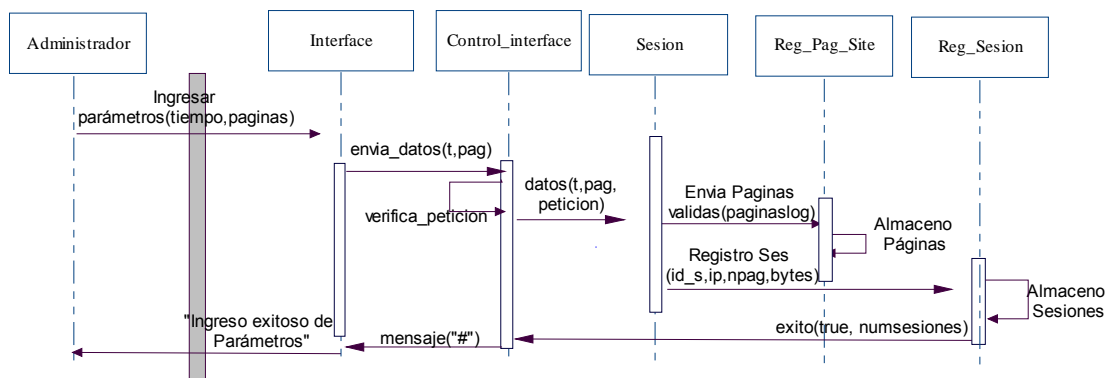 Administrador
Interface
Control_interface
Sesion
Reg_Pag_Site
Reg_Sesion
Ingresar
parámetros(tiempo,paginas)
envia_datos(t,pag)
verifica_peticion
datos(t,pag,
peticion)
Envia Paginas
validas(paginaslog)
Almaceno
Páginas
Registro Ses
(id_s,ip,npag,bytes)
Almaceno
Sesiones
exito(true, numsesiones)
mensaje("#")
"Ingreso exitoso de
Parámetros"